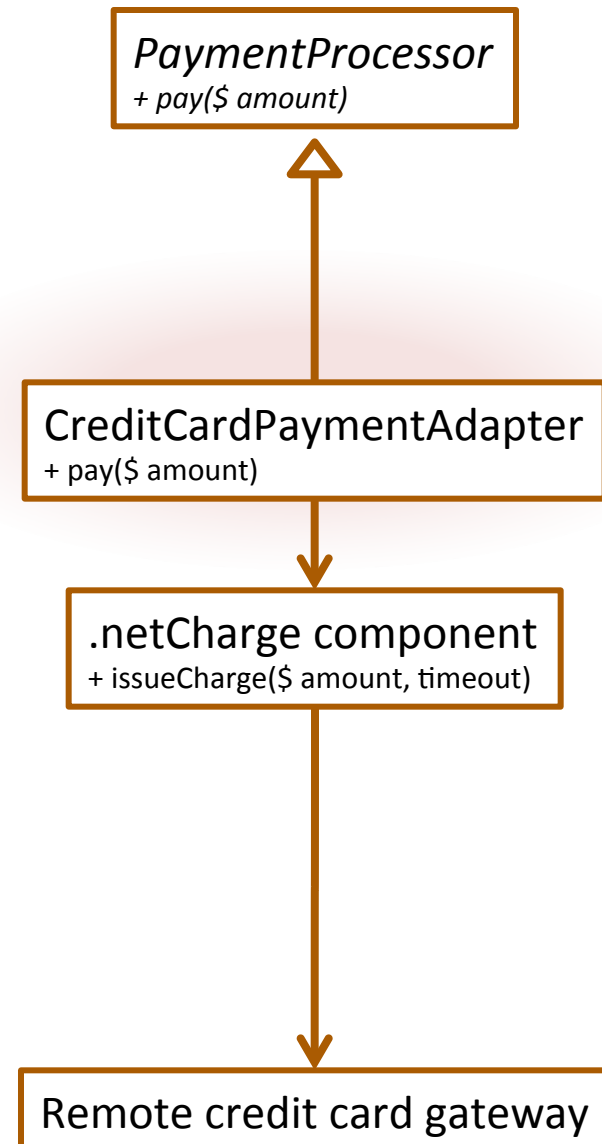 PaymentProcessor
+ pay($ amount)
CreditCardPaymentAdapter
+ pay($ amount)
.netCharge component
+ issueCharge($ amount, timeout)
Remote credit card gateway